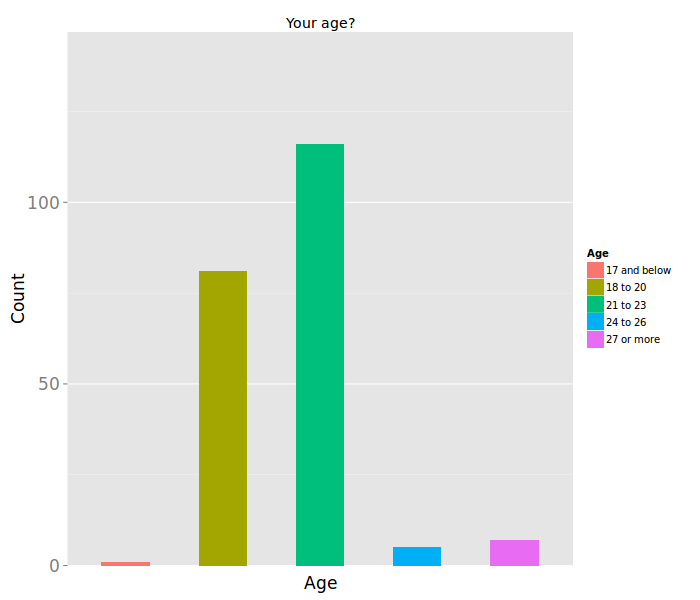 Your age?
100
50
0
Count
Age
Age
17 and below
18 to 20
21 to 23
24 to 26
27 or more